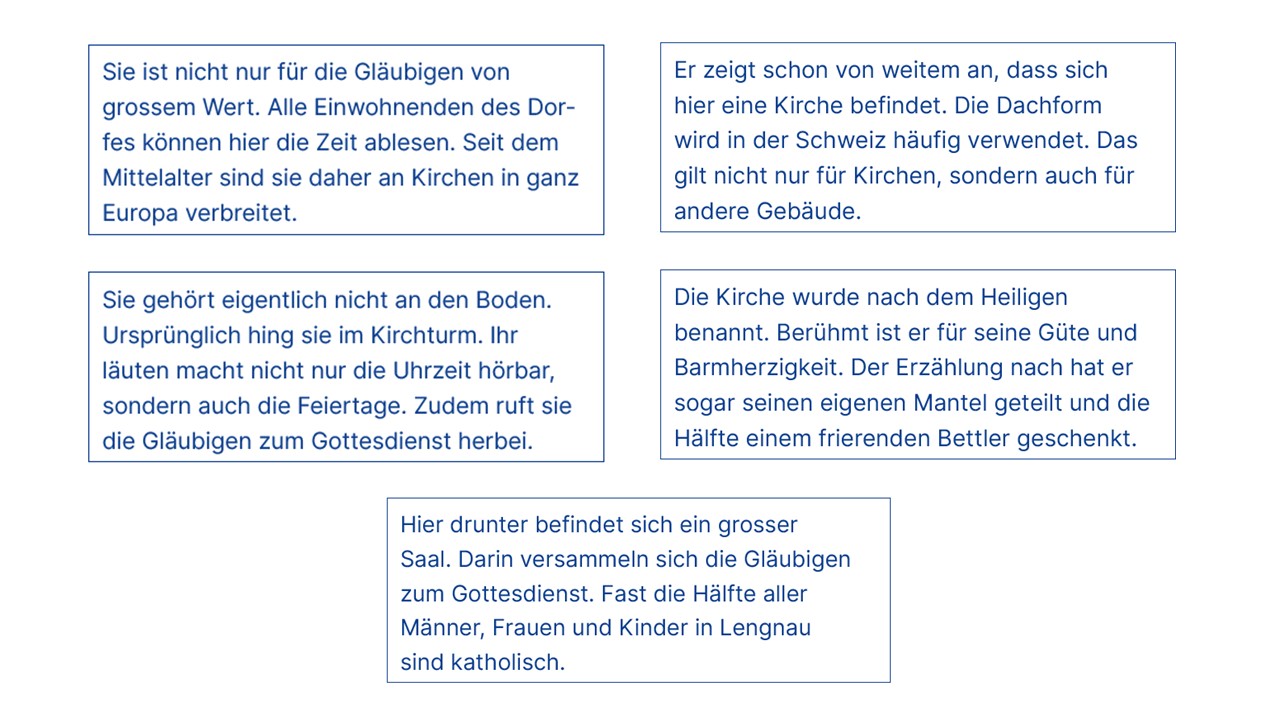 Sie ist nicht nur für die Gläubigen von
grossem Wert. Alle Einwohnenden des Dor-
fes können hier die Zeit ablesen. Seit dem
Mittelalter sind sie daher an Kirchen in ganz
Europa verbreitet.
Er zeigt schon von weitem an, dass sich
hier eine Kirche befindet. Die Dachform
wird in der Schweiz häufig verwendet. Das
gilt nicht nur für Kirchen, sondern auch für
andere Gebäude.
Sie gehört eigentlich nicht an den Boden.
Ursprünglich hing sie im Kirchturm. Ihr
läuten macht nicht nur die Uhrzeit hörbar,
sondern auch die Feiertage. Zudem ruft sie
die Gläubigen zum Gottesdienst herbei.
Die Kirche wurde nach dem Heiligen
benannt. Berühmt ist er für seine Güte und
Barmherzigkeit. Der Erzählung nach hat er
sogar seinen eigenen Mantel geteilt und die
Hälfte einem frierenden Bettler geschenkt.
Hier drunter befindet sich ein grosser
Saal. Darin versammeln sich die Gläubigen
zum Gottesdienst. Fast die Hälfte aller
Männer, Frauen und Kinder in Lengnau
sind katholisch.